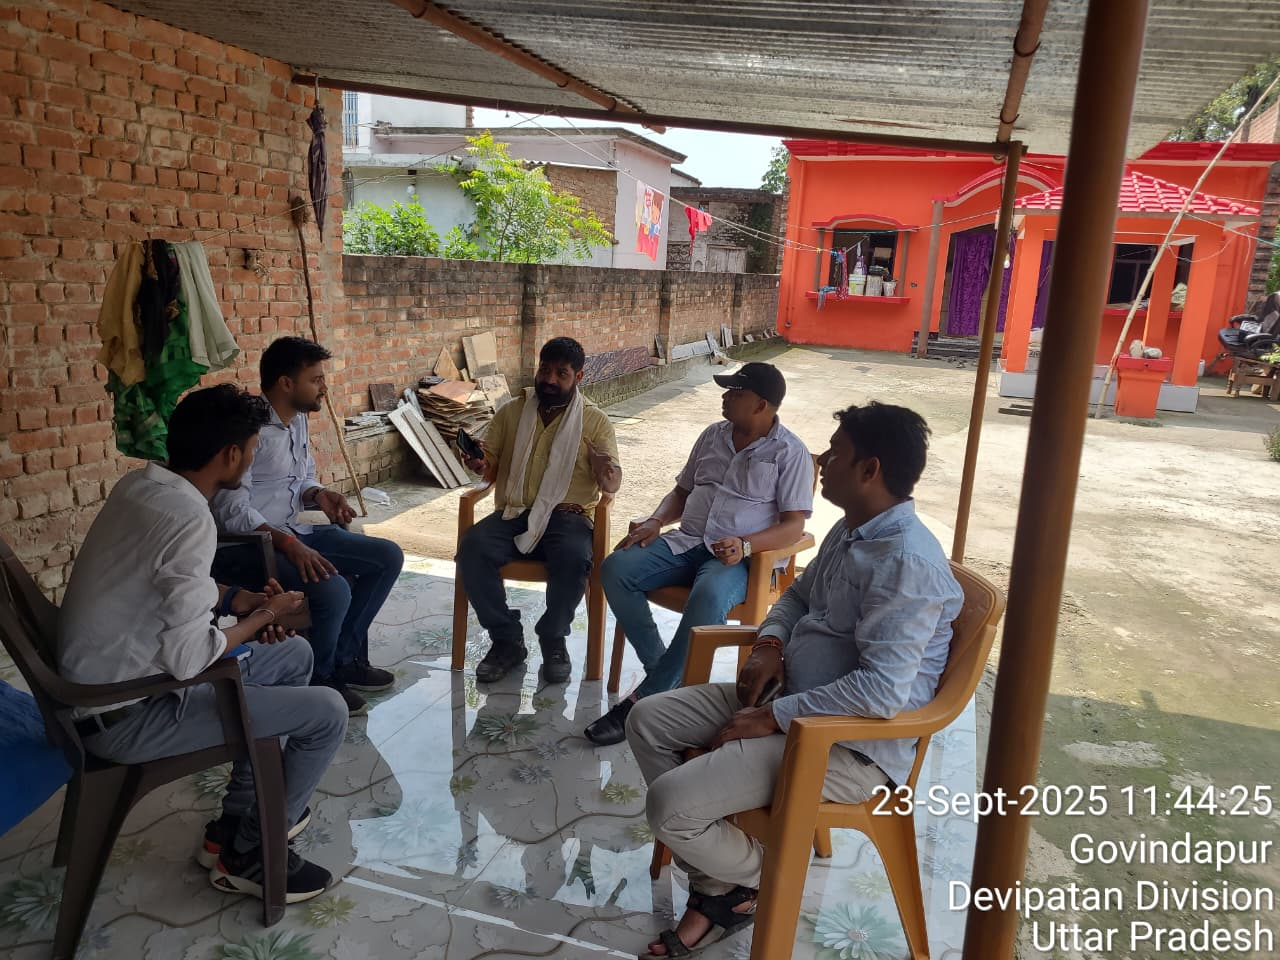 23-Sept-2025 11:44:25
Govindapur
Devipatan Division
Uttar Pradesh